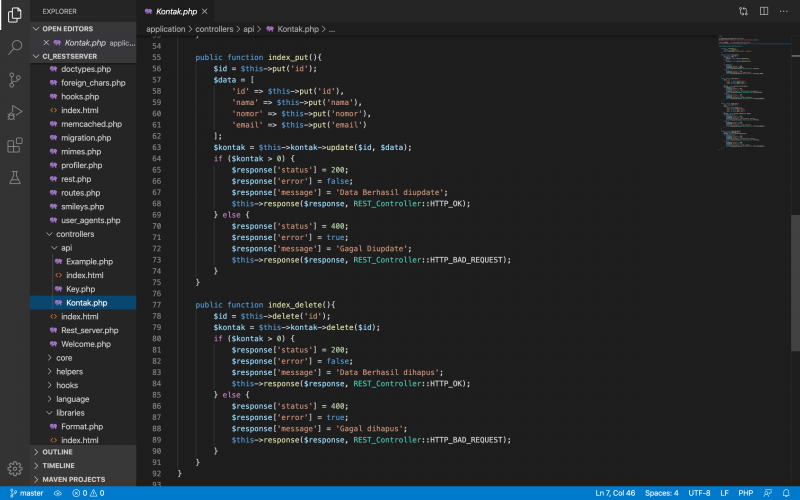 EXPLORER
Kontak.php
OPEN EDITORS
Kontak.php applic...
CI_RESTSERVER
doctypes.php
foreign_chars.php
hooks.php
index.html
memcached.php
migration.php
mimes.php
profiler.php
rest.php
routes.php
smileys.php
user_agents.php
controllers
api
Example.php
index.html
Key.php
Kontak.php
index.html
Rest_server.php
Welcome.php
core
helpers
hooks
language
libraries
Format.php
index.html
OUTLINE
TIMELINE
MAVEN PROJECTS
application > controllers > api > Kontak.php > ...
54
55 public function index_put(){
56 $id = $this->put('id');
57 $data = [
58 'id' => $this->put('id'),
59 'nama' => $this->put('nama'),
60 'nomor' => $this->put('nomor'),
61 'email' => $this->put('email')
62 ];
63 $kontak = $this->kontak->update($id, $data);
64 if ($kontak > 0) {
65 $response['status'] = 200;
66 $response['error'] = false;
67 $response['message'] = 'Data Berhasil diupdate';
68 $this->response($response, REST_Controller::HTTP_OK);
69 } else {
70 $response['status'] = 400;
71 $response['error'] = true;
72 $response['message'] = 'Gagal Diupdate';
73 $this->response($response, REST_Controller::HTTP_BAD_REQUEST);
74 }
75 }
76
77 public function index_delete(){
78 $id = $this->delete('id');
79 $kontak = $this->kontak->delete($id);
80 if ($kontak > 0) {
81 $response['status'] = 200;
82 $response['error'] = false;
83 $response['message'] = 'Data Berhasil dihapus';
84 $this->response($response, REST_Controller::HTTP_OK);
85 } else {
86 $response['status'] = 400;
87 $response['error'] = true;
88 $response['message'] = 'Gagal dihapus';
89 $this->response($response, REST_Controller::HTTP_BAD_REQUEST);
90 }
91 }
92 }
93
master 0 0 Ln 7, Col 46 Spaces: 4 UTF-8 LF PHP